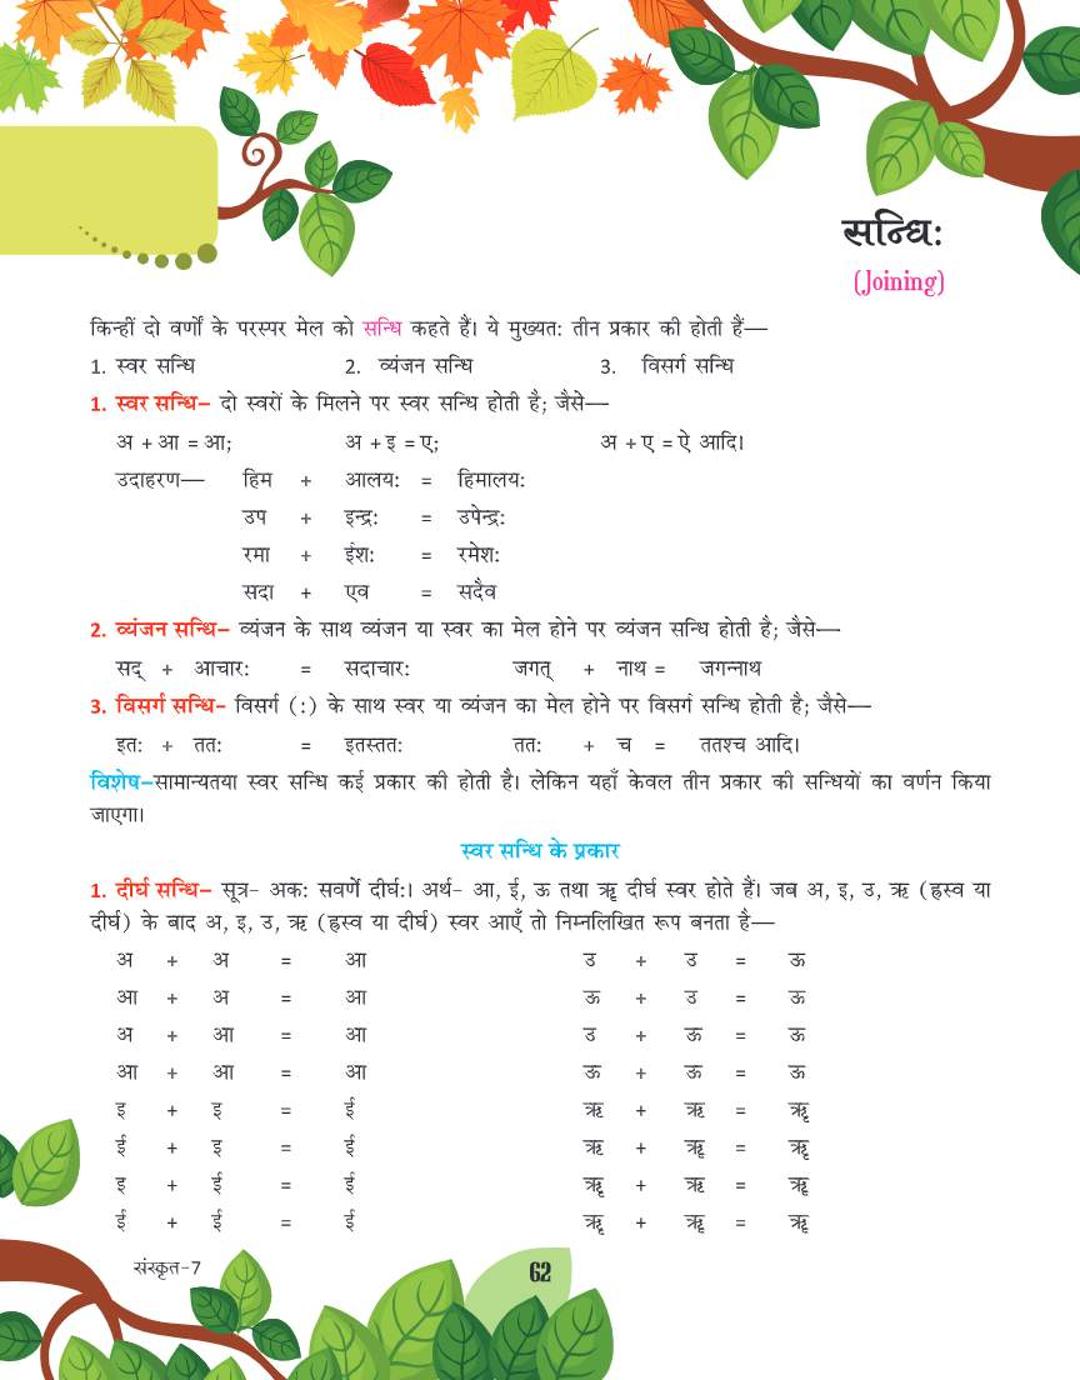 सन्धिः
(Joining)
किन्हीं दो वर्णों के परस्पर मेल को सन्धि कहते हैं। ये मुख्यतः तीन प्रकार की होती हैं—
1. स्वर सन्धि 2. व्यंजन सन्धि 3. विसर्ग सन्धि
1. स्वर सन्धि– दो स्वरों के मिलने पर स्वर सन्धि होती है; जैसे—
अ + आ = आ; अ + इ = ए; अ + ए = ऐ आदि।
उदाहरण— हिम + आलयः = हिमालयः
उप + इन्द्रः = उपेन्द्रः
रमा + ईशः = रमेशः
सदा + एव = सदैव
2. व्यंजन सन्धि– व्यंजन के साथ व्यंजन या स्वर का मेल होने पर व्यंजन सन्धि होती है; जैसे—
सद् + आचारः = सदाचारः जगत् + नाथ = जगन्नाथ
3. विसर्ग सन्धि– विसर्ग (:) के साथ स्वर या व्यंजन का मेल होने पर विसर्ग सन्धि होती है; जैसे—
इतः + ततः = इतस्ततः ततः + च = ततश्च आदि।
विशेष–सामान्यतया स्वर सन्धि कई प्रकार की होती है। लेकिन यहाँ केवल तीन प्रकार की सन्धियों का वर्णन किया
जाएगा।
स्वर सन्धि के प्रकार
1. दीर्घ सन्धि– सूत्र- अकः सवर्णे दीर्घः। अर्थ- आ, ई, ऊ तथा ॠ दीर्घ स्वर होते हैं। जब अ, इ, उ, ऋ (ह्रस्व या
दीर्घ) के बाद अ, इ, उ, ऋ (ह्रस्व या दीर्घ) स्वर आएँ तो निम्नलिखित रूप बनता है—
अ + अ = आ उ + उ = ऊ
आ + अ = आ ऊ + उ = ऊ
अ + आ = आ उ + ऊ = ऊ
आ + आ = आ ऊ + ऊ = ऊ
इ + इ = ई ऋ + ऋ = ॠ
ई + इ = ई ऋ + ॠ = ॠ
इ + ई = ई ॠ + ऋ = ॠ
ई + ई = ई ॠ + ॠ = ॠ
संस्कृत-7 62